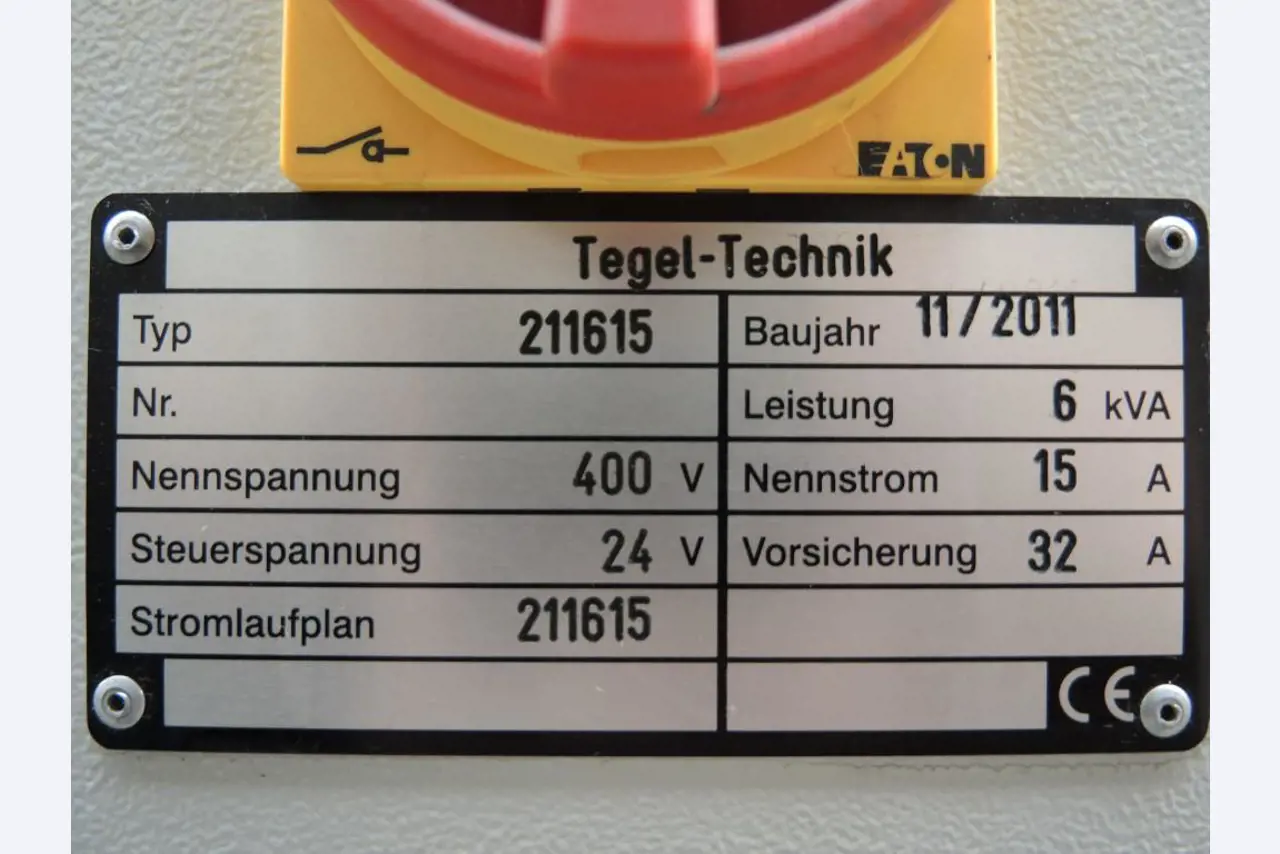 EATON
Tegel-Technik
Typ 211615
Baujahr 11/2011
Nr.
Leistung 6 kVA
Nennspannung 400 V
Nennstrom 15 A
Steuerspannung 24 V
Vorsicherung 32 A
Stromlaufplan 211615
CE